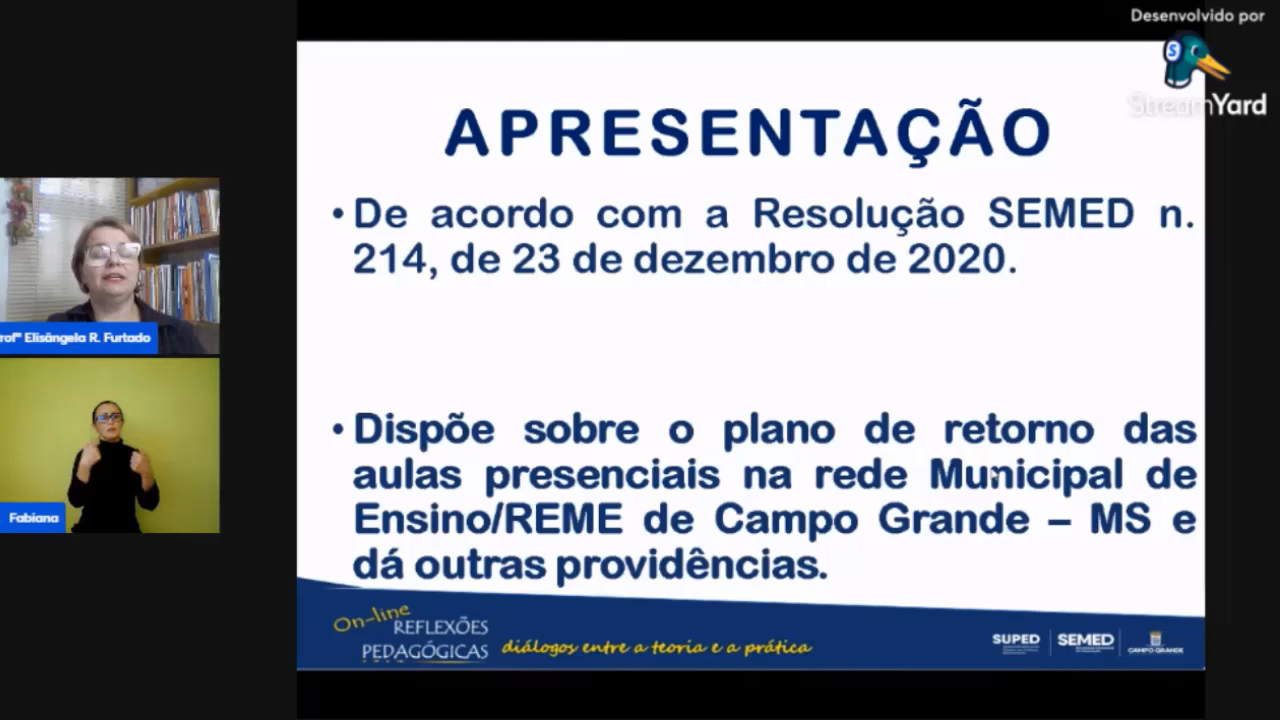 Desenvolvido por
StreamYard
APRESENTAÇÃO
• De acordo com a Resolução SEMED n.
214, de 23 de dezembro de 2020.
• Dispõe sobre o plano de retorno das
aulas presenciais na rede Municipal de
Ensino/REME de Campo Grande – MS e
dá outras providências.
rofª Elisângela R. Furtado
Fabiana
On-line
REFLEXÕES
PEDAGÓGICAS
diálogos entre a teoria e a prática
SUPED
SEMED
CAMPO GRANDE